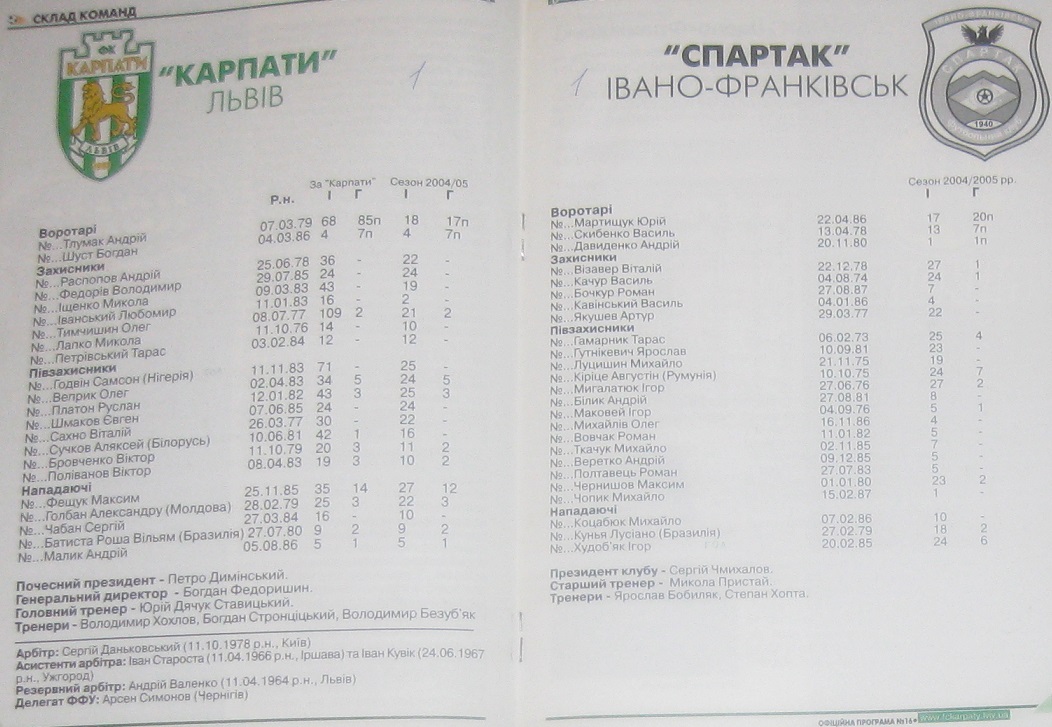 СКЛАД КОМАНД
ФК
КАРПАТИ
ЛЬВІВ
"КАРПАТИ"
ЛЬВІВ
1
За "Карпати" Сезон 2004/05
Р.н. І Г І Г
Воротарі
№...Тлумак Андрій 07.03.79 68 85п 18 17п
№...Шуст Богдан 04.03.86 4 7п 4 7п
Захисники
№...Распопов Андрій 25.06.78 36 - 22 -
№...Федорів Володимир 29.07.85 24 - 24 -
№...Іщенко Микола 09.03.83 43 - 19 -
№...Іванський Любомир 11.01.83 16 - 2 -
№...Тимчишин Олег 08.07.77 109 2 21 2
№...Лапко Микола 11.10.76 14 - 10 -
№...Петрівський Тарас 03.02.84 12 - 12 -
Півзахисники
№...Годвін Самсон (Нігерія) 11.11.83 71 - 25 -
№...Веприк Олег 02.04.83 34 5 24 5
№...Платон Руслан 12.01.82 43 3 25 3
№...Шмаков Євген 07.06.85 24 - 24 -
№...Сахно Віталій 26.03.77 30 - 22 -
№...Сучков Аляксей (Білорусь) 10.06.81 42 1 16 -
№...Бровченко Віктор 11.10.79 20 3 11 2
№...Поліванов Віктор 08.04.83 19 3 10 2
Нападаючі
№...Фещук Максим 25.11.85 35 14 27 12
№...Голбан Александру (Молдова) 28.02.79 25 3 22 3
№...Чабан Сергій 27.03.84 16 - 10 -
№...Батиста Роша Вільям (Бразилія) 27.07.80 9 2 9 2
№...Малик Андрій 05.08.86 5 1 5 1
Почесний президент - Петро Димінський.
Генеральний директор - Богдан Федоришин.
Головний тренер - Юрій Дячук Ставицький.
Тренери - Володимир Хохлов, Богдан Стронціцький, Володимир Безуб'як
Арбітр: Сергій Даньковський (11.10.1978 р.н., Київ)
Асистенти арбітра: Іван Староста (11.04.1966 р.н., Іршава) та Іван Кувік (24.06.1967
р.н., Ужгород)
Резервний арбітр: Андрій Валенко (11.04.1964 р.н., Львів)
Делегат ФФУ: Арсен Симонов (Чернігів)
"СПАРТАК"
1 ІВАНО-ФРАНКІВСЬК
ІВАНО-ФРАНКІВСЬК
СПАРТАК
1940
ФУТБОЛЬНИЙ КЛУБ
Сезон 2004/2005 рр.
І Г
Воротарі
№...Мартищук Юрій 22.04.86 17 20п
№...Скибенко Василь 13.04.78 13 7п
№...Давиденко Андрій 20.11.80 1 1п
Захисники
№...Візавер Віталій 22.12.78 27 1
№...Качур Василь 04.08.74 24 1
№...Бочкур Роман 27.08.87 7 -
№...Кавінський Василь 04.01.86 4 -
№...Якушев Артур 29.03.77 22 -
Півзахисники
№...Гамарник Тарас 06.02.73 25 4
№...Гутнікевич Ярослав 10.09.81 23 -
№...Луцишин Михайло 21.11.75 19 -
№...Кіріце Августін (Румунія) 10.10.75 24 7
№...Мигалатюк Ігор 27.06.76 27 2
№...Білик Андрій 27.08.81 8 -
№...Маковей Ігор 04.09.76 5 1
№...Михайлів Олег 16.11.86 4 -
№...Вовчак Роман 11.01.82 5 -
№...Ткачук Михайло 02.11.85 7 -
№...Веретко Андрій 09.12.85 5 -
№...Полтавець Роман 27.07.83 5 -
№...Чернишов Максим 01.01.80 23 2
№...Чопик Михайло 15.02.87 1 -
Нападаючі
№...Коцабюк Михайло 07.02.86 10 -
№...Кунья Лусіано (Бразилія) 27.02.79 18 2
№...Худоб'як Ігор 20.02.85 24 6
Президент клубу - Сергій Чмихалов.
Старший тренер - Микола Пристай.
Тренери - Ярослав Бобиляк, Степан Хопта.
ОФІЦІЙНА ПРОГРАМА №16• www.fckarpaty.lviv.ua